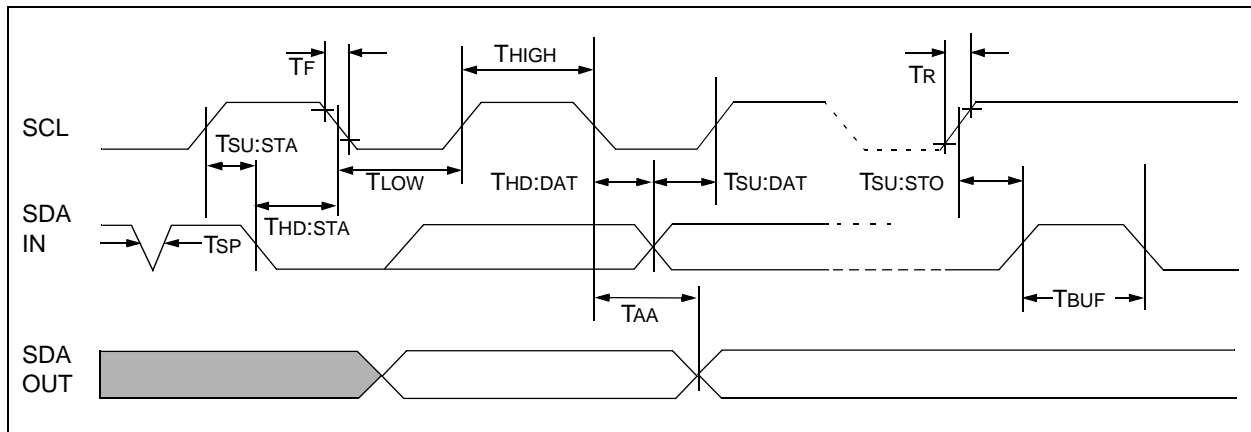 TF
THIGH
TR
SCL
TSU:STA
TLOW
THD:DAT
TSU:DAT
TSU:STO
SDA
IN
TSP
THD:STA
TAA
TBUF
SDA
OUT